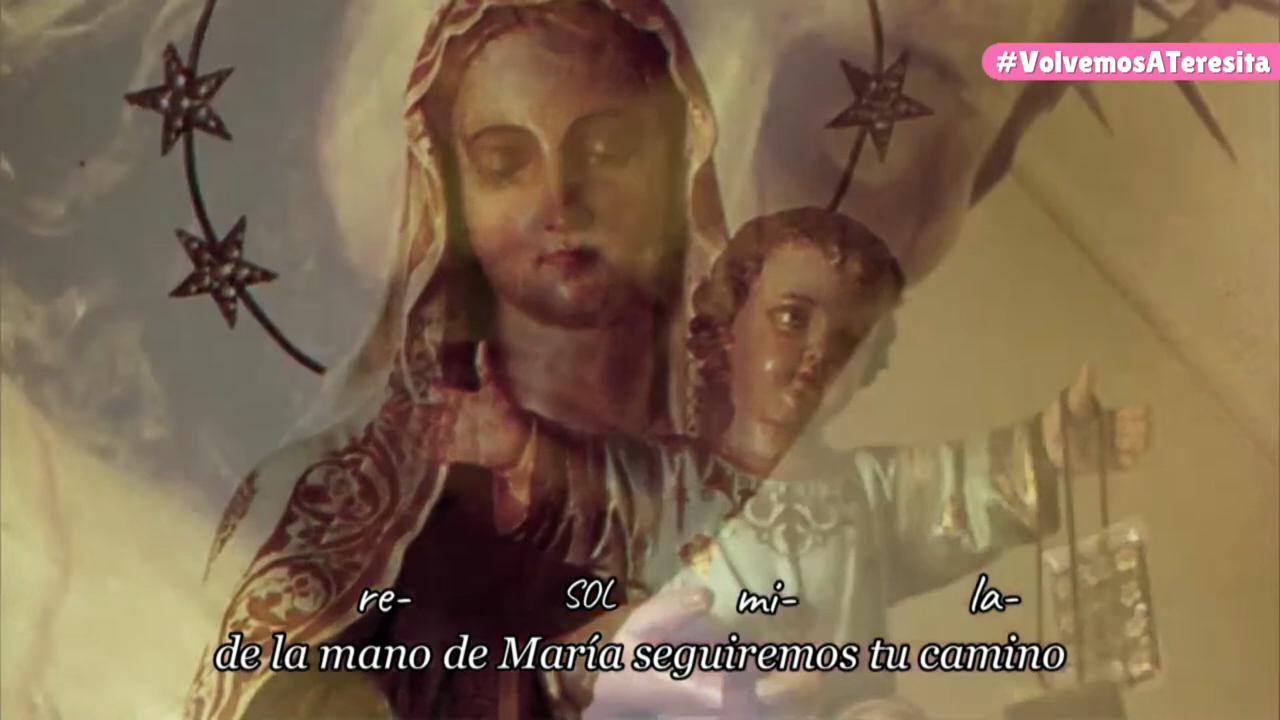 #VolvemosATeresita
re- SOL mi- la-
de la mano de María seguiremos tu camino